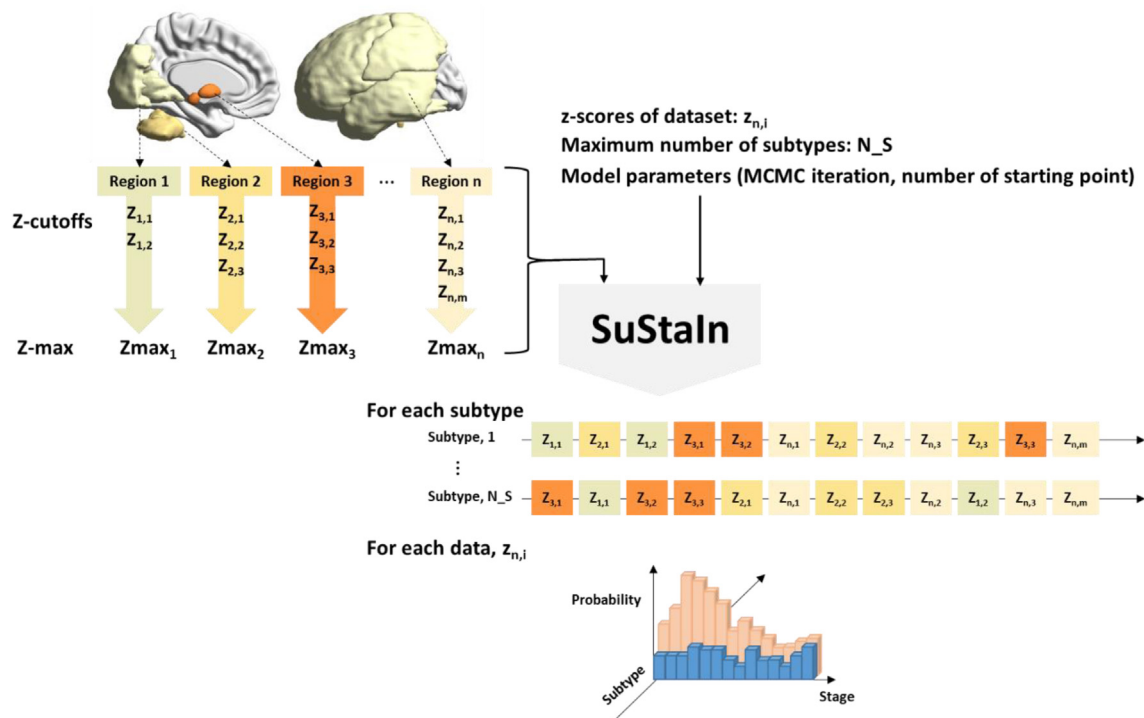 z-scores of dataset: z_n,i
Maximum number of subtypes: N_S
Model parameters (MCMC iteration, number of starting point)
Region 1 Region 2 Region 3 ... Region n
Z-cutoffs
Z1,1 Z2,1 Z3,1 Zn,1
Z1,2 Z2,2 Z3,2 Zn,2
Z2,3 Z3,3 Zn,3
Zn,m
Z-max Zmax1 Zmax2 Zmax3 Zmaxn
SuStaIn
For each subtype
Subtype, 1 Z1,1 Z2,1 Z1,2 Z3,1 Z3,2 Zn,1 Z2,2 Zn,2 Zn,3 Z2,3 Z3,3 Zn,m
⋮
Subtype, N_S Z3,1 Z1,1 Z3,2 Z3,3 Z2,1 Zn,1 Z2,2 Z2,3 Zn,2 Z1,2 Zn,3 Zn,m
For each data, zn,i
Probability
Subtype
Stage